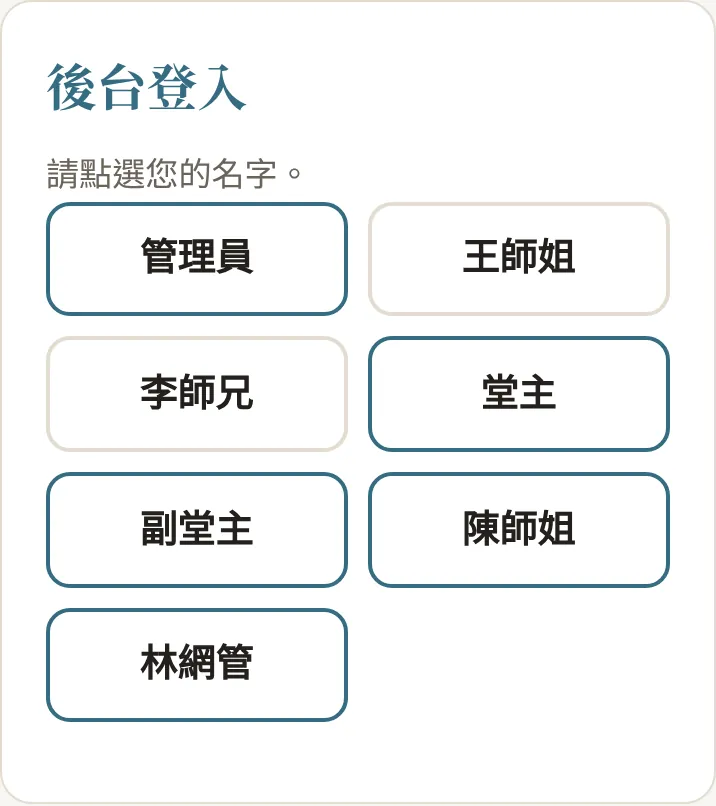 後台登入
請點選您的名字。
管理員
王師姐
李師兄
堂主
副堂主
陳師姐
林網管